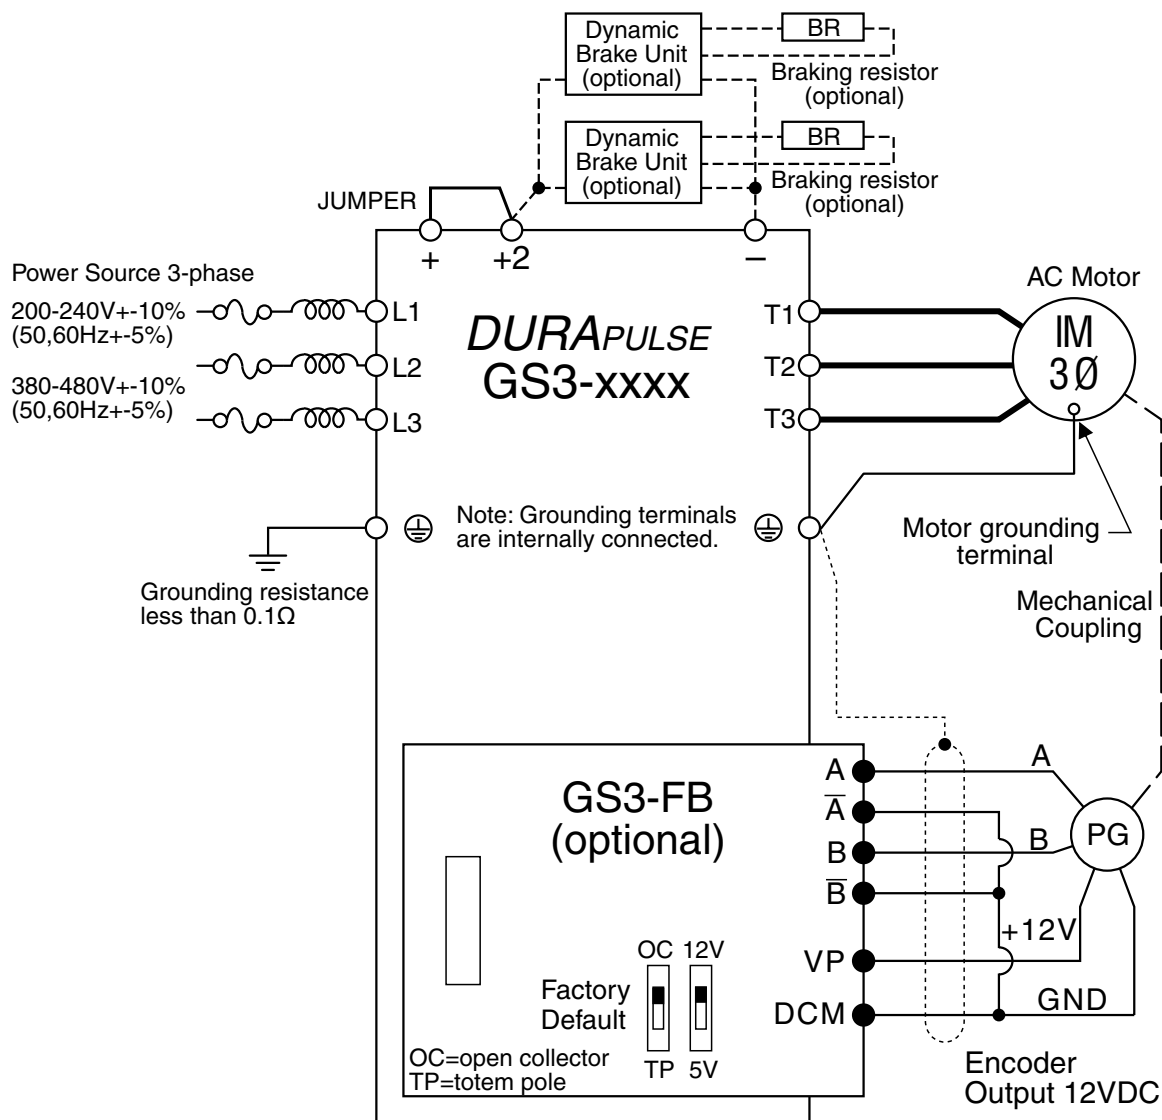 Dynamic
Brake Unit
(optional)
BR
Braking resistor
(optional)
Dynamic
Brake Unit
(optional)
BR
Braking resistor
(optional)
JUMPER
+
+2
−
Power Source 3-phase
200-240V+-10%
(50,60Hz+-5%)
380-480V+-10%
(50,60Hz+-5%)
L1
L2
L3
DURAPULSE
GS3-xxxx
T1
T2
T3
AC Motor
IM
3Ø
Note: Grounding terminals
are internally connected.
Grounding resistance
less than 0.1Ω
Motor grounding
terminal
Mechanical
Coupling
GS3-FB
(optional)
A
A̅
B
B̅
VP
DCM
A
B
PG
+12V
GND
OC 12V
Factory
Default
TP 5V
OC=open collector
TP=totem pole
Encoder
Output 12VDC